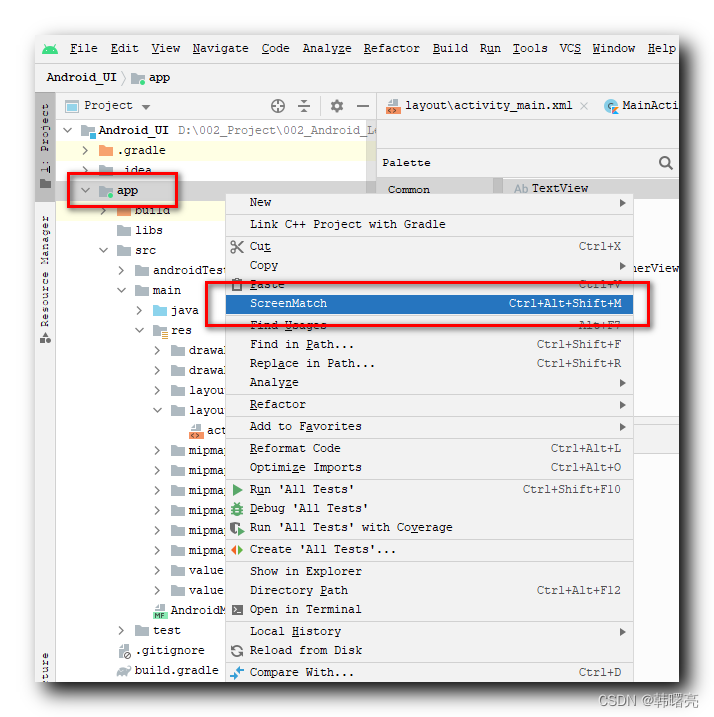 File Edit View Navigate Code Analyze Refactor Build Run Tools VCS Window Help
Android_UI app
Project
layout\activity_main.xml
MainActi
1: Project
Resource Manager
Android_UI D:\002_Project\002_Android_Le
.gradle
.idea
app
build
libs
src
androidTes
main
java
res
drawa
drawa
layou
layou
act
mipma
mipma
mipma
mipma
mipma
mipma
value
value
AndroidM
test
.gitignore
build.gradle
Palette
Common
Ab TextView
nerView
New
Link C++ Project with Gradle
Cut Ctrl+X
Copy
Paste Ctrl+V
ScreenMatch Ctrl+Alt+Shift+M
Find Usages Alt+F7
Find in Path... Ctrl+Shift+F
Replace in Path... Ctrl+Shift+R
Analyze
Refactor
Add to Favorites
Reformat Code Ctrl+Alt+L
Optimize Imports Ctrl+Alt+O
Run 'All Tests' Ctrl+Shift+F10
Debug 'All Tests'
Run 'All Tests' with Coverage
Create 'All Tests'...
Show in Explorer
Directory Path Ctrl+Alt+F12
Open in Terminal
Local History
Reload from Disk
Compare With... Ctrl+D
CSDN @韩曙亮